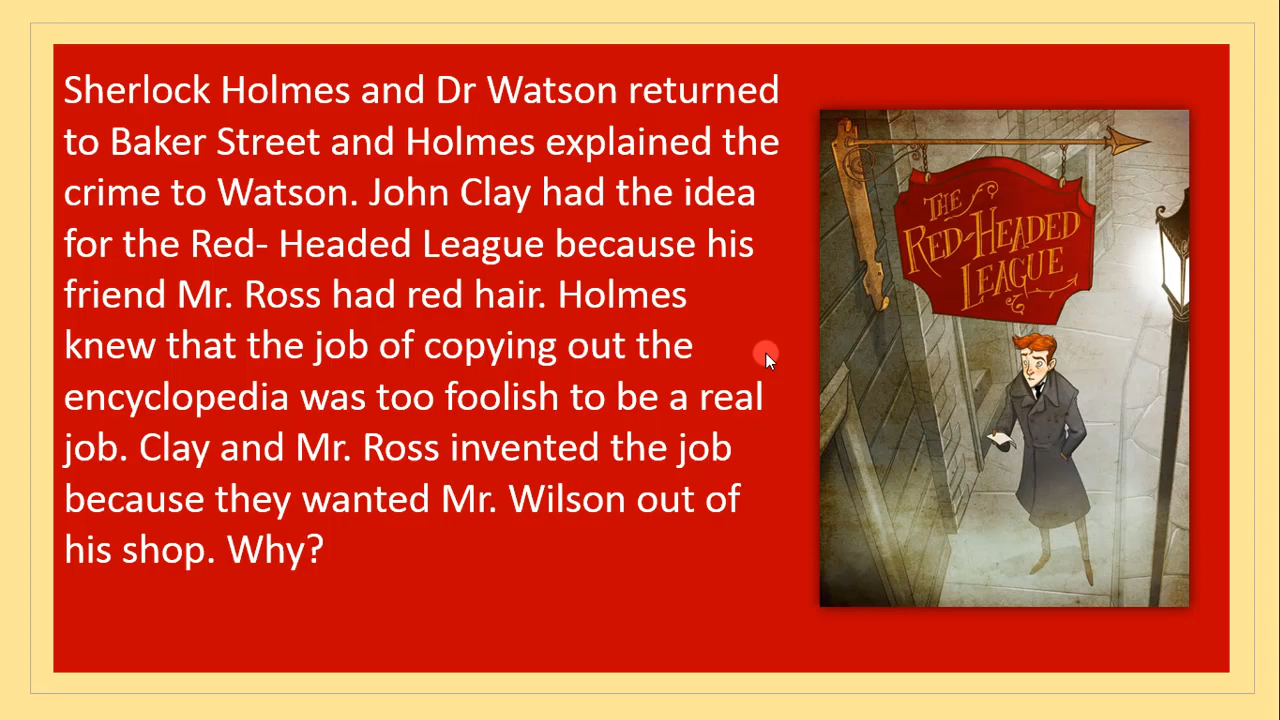 Sherlock Holmes and Dr Watson returned
to Baker Street and Holmes explained the
crime to Watson. John Clay had the idea
for the Red- Headed League because his
friend Mr. Ross had red hair. Holmes
knew that the job of copying out the
encyclopedia was too foolish to be a real
job. Clay and Mr. Ross invented the job
because they wanted Mr. Wilson out of
his shop. Why?
THE
RED-HEADED
LEAGUE